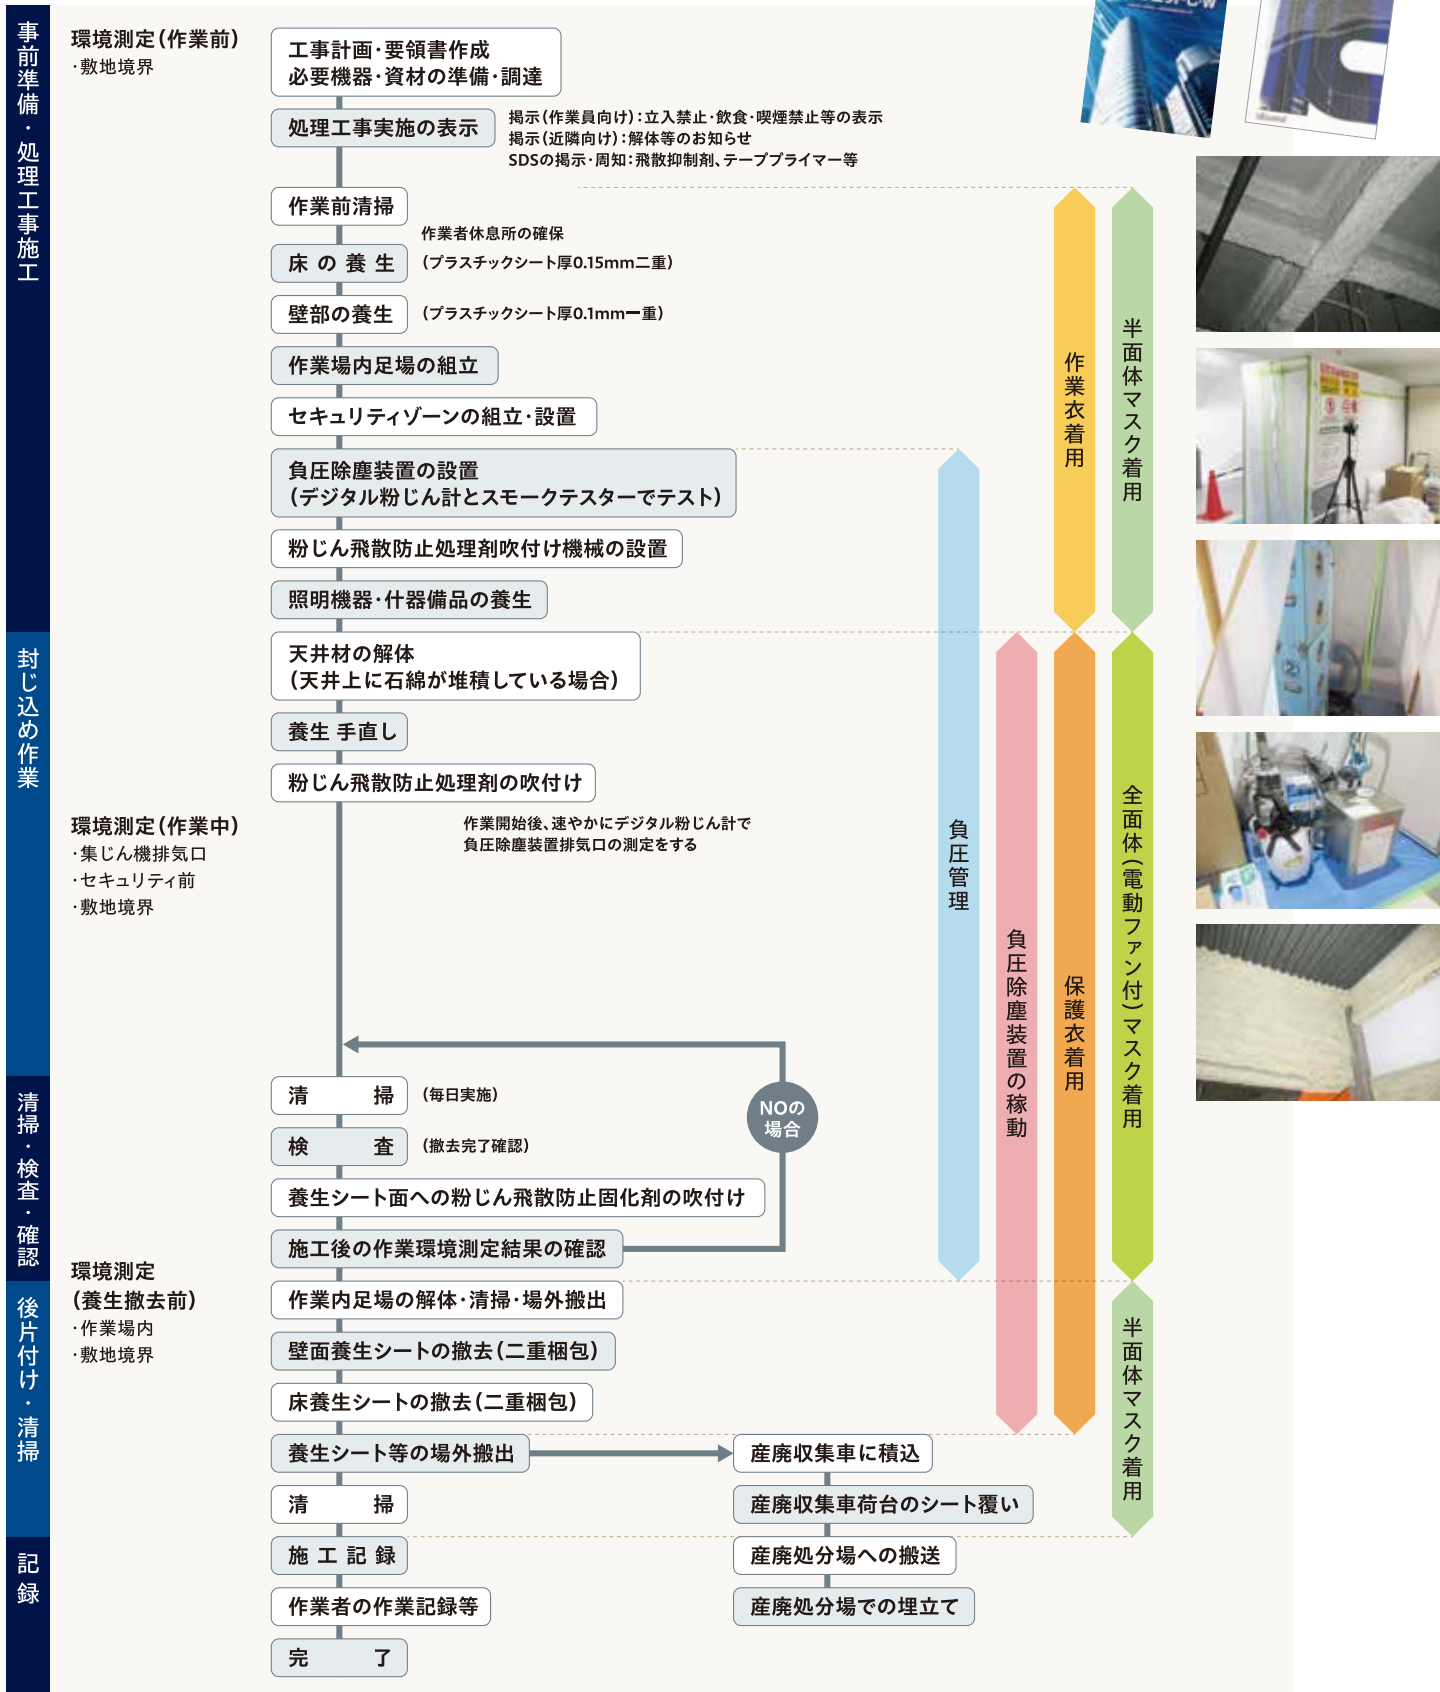 事前準備・処理工事施工
環境測定（作業前）
・敷地境界
工事計画・要領書作成
必要機器・資材の準備・調達
処理工事実施の表示
掲示（作業員向け）：立入禁止・飲食・喫煙禁止等の表示
掲示（近隣向け）：解体等のお知らせ
SDSの掲示・周知：飛散抑制剤、テーププライマー等
作業前清掃
作業者休息所の確保
床の養生
（プラスチックシート厚0.15mm二重）
壁部の養生
（プラスチックシート厚0.1mm一重）
作業場内足場の組立
セキュリティゾーンの組立・設置
負圧除塵装置の設置
（デジタル粉じん計とスモークテスターでテスト）
粉じん飛散防止処理剤吹付け機械の設置
照明機器・什器備品の養生
作業衣着用
半面体マスク着用
封じ込め作業
天井材の解体
（天井上に石綿が堆積している場合）
養生 手直し
粉じん飛散防止処理剤の吹付け
環境測定（作業中）
・集じん機排気口
・セキュリティ前
・敷地境界
作業開始後、速やかにデジタル粉じん計で
負圧除塵装置排気口の測定をする
負圧管理
負圧除塵装置の稼動
保護衣着用
全面体（電動ファン付）マスク着用
清掃・検査・確認
清掃
（毎日実施）
検査
（撤去完了確認）
NOの
場合
養生シート面への粉じん飛散防止固化剤の吹付け
施工後の作業環境測定結果の確認
環境測定
（養生撤去前）
・作業場内
・敷地境界
後片付け・清掃
作業内足場の解体・清掃・場外搬出
壁面養生シートの撤去（二重梱包）
床養生シートの撤去（二重梱包）
養生シート等の場外搬出
清掃
半面体マスク着用
産廃収集車に積込
産廃収集車荷台のシート覆い
産廃処分場への搬送
産廃処分場での埋立て
記録
施工記録
作業者の作業記録等
完了